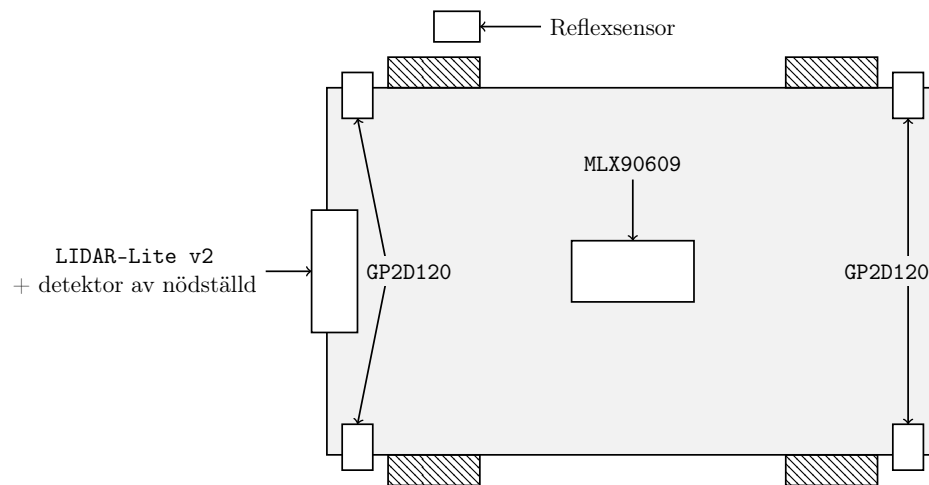 Reflexsensor
MLX90609
LIDAR-Lite v2
+ detektor av nödställd
GP2D120
GP2D120